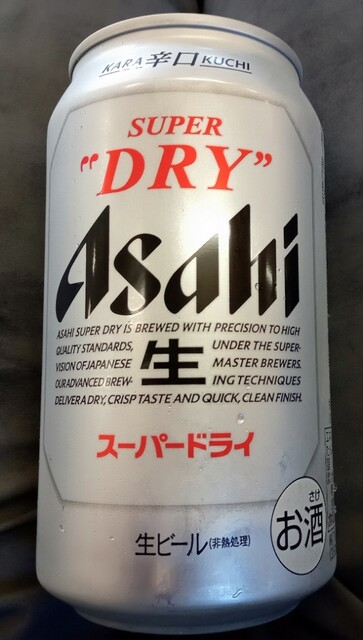 KARA 辛口 KUCHI
SUPER
"DRY"
Asahi
ASAHI SUPER DRY IS BREWED WITH PRECISION TO HIGH
QUALITY STANDARDS, UNDER THE SUPER-
VISION OF JAPANESE MASTER BREWERS.
OUR ADVANCED BREW- ING TECHNIQUES
DELIVER A DRY, CRISP TASTE AND QUICK, CLEAN FINISH.
生
スーパードライ
生ビール(非熱処理)
さけ
お酒